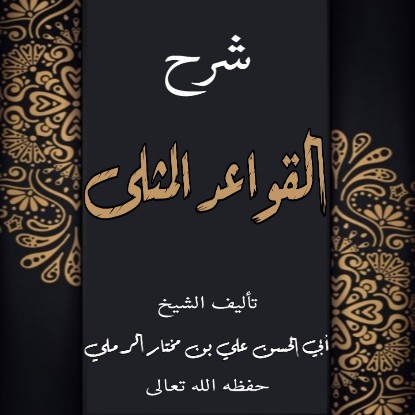 شرح
القواعد المثلى
تأليف الشيخ
أبي الحسن علي بن مختار الرملي
حفظه الله تعالى